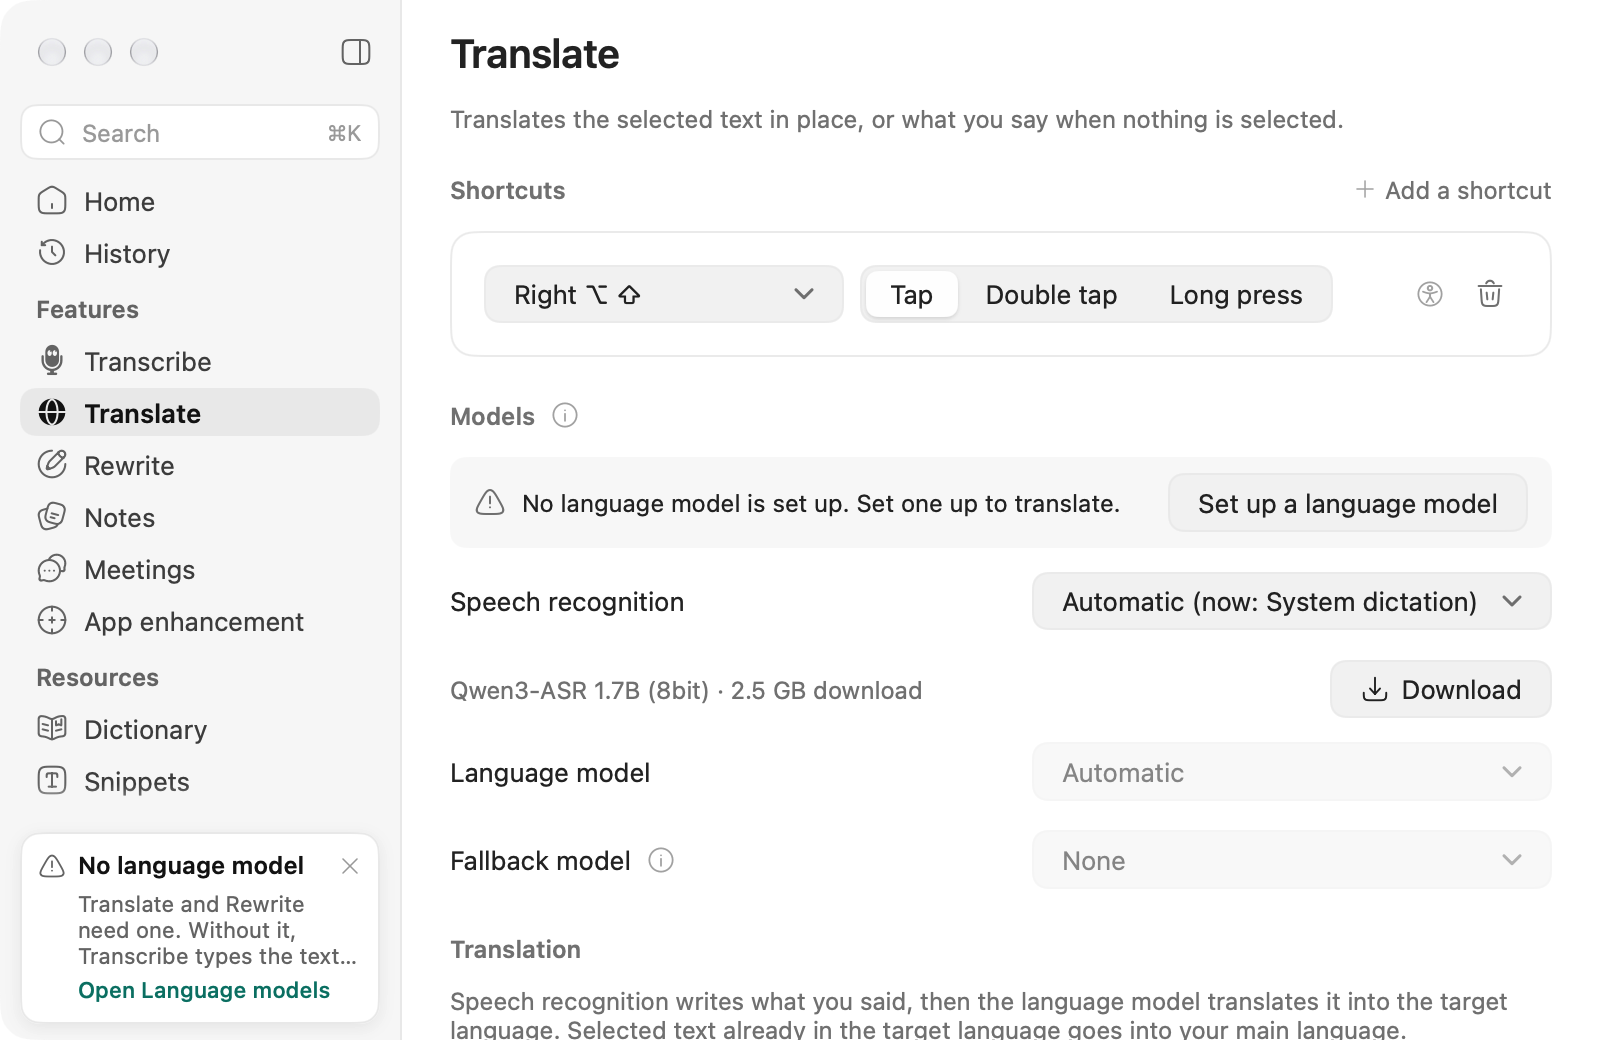 Search ⌘K
Home
History
Features
Transcribe
Translate
Rewrite
Notes
Meetings
App enhancement
Resources
Dictionary
Snippets
No language model
Translate and Rewrite
need one. Without it,
Transcribe types the text...
Open Language models
Translate
Translates the selected text in place, or what you say when nothing is selected.
Shortcuts
Add a shortcut
Right ⌥ ⇧
Tap
Double tap
Long press
Models
No language model is set up. Set one up to translate.
Set up a language model
Speech recognition
Automatic (now: System dictation)
Qwen3-ASR 1.7B (8bit) · 2.5 GB download
Download
Language model
Automatic
Fallback model
None
Translation
Speech recognition writes what you said, then the language model translates it into the target
language. Selected text already in the target language goes into your main language.